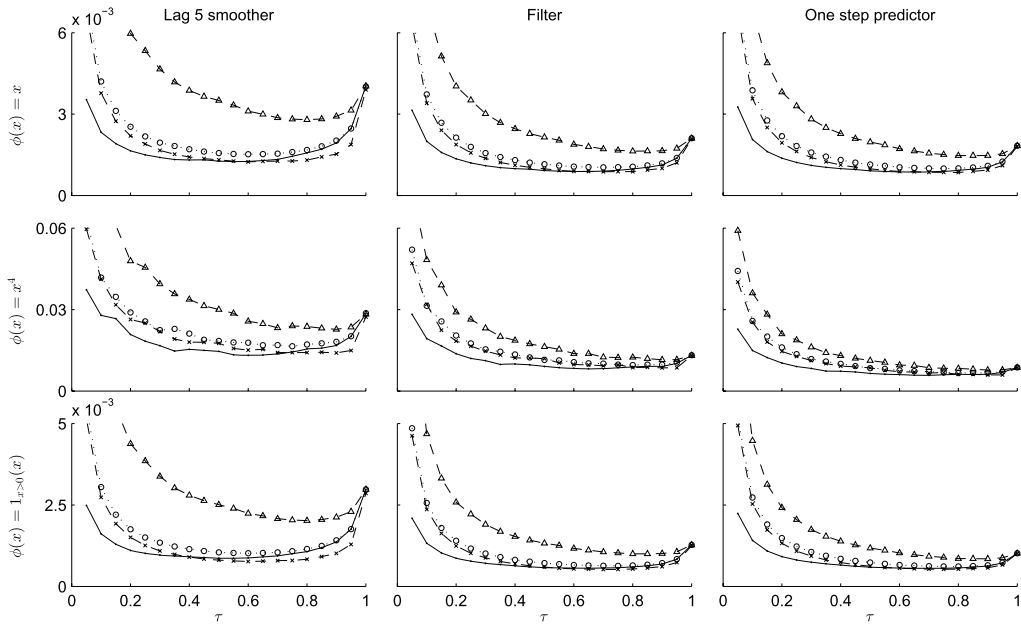 Lag 5 smoother Filter One step predictor
x 10⁻³
6
3
0
ϕ(x) = x
0.06
0.03
0
ϕ(x) = x⁴
x 10⁻³
5
2.5
0
ϕ(x) = 1ₓ>₀(x)
0 0.2 0.4 0.6 0.8 1 0 0.2 0.4 0.6 0.8 1 0 0.2 0.4 0.6 0.8 1
τ τ τ